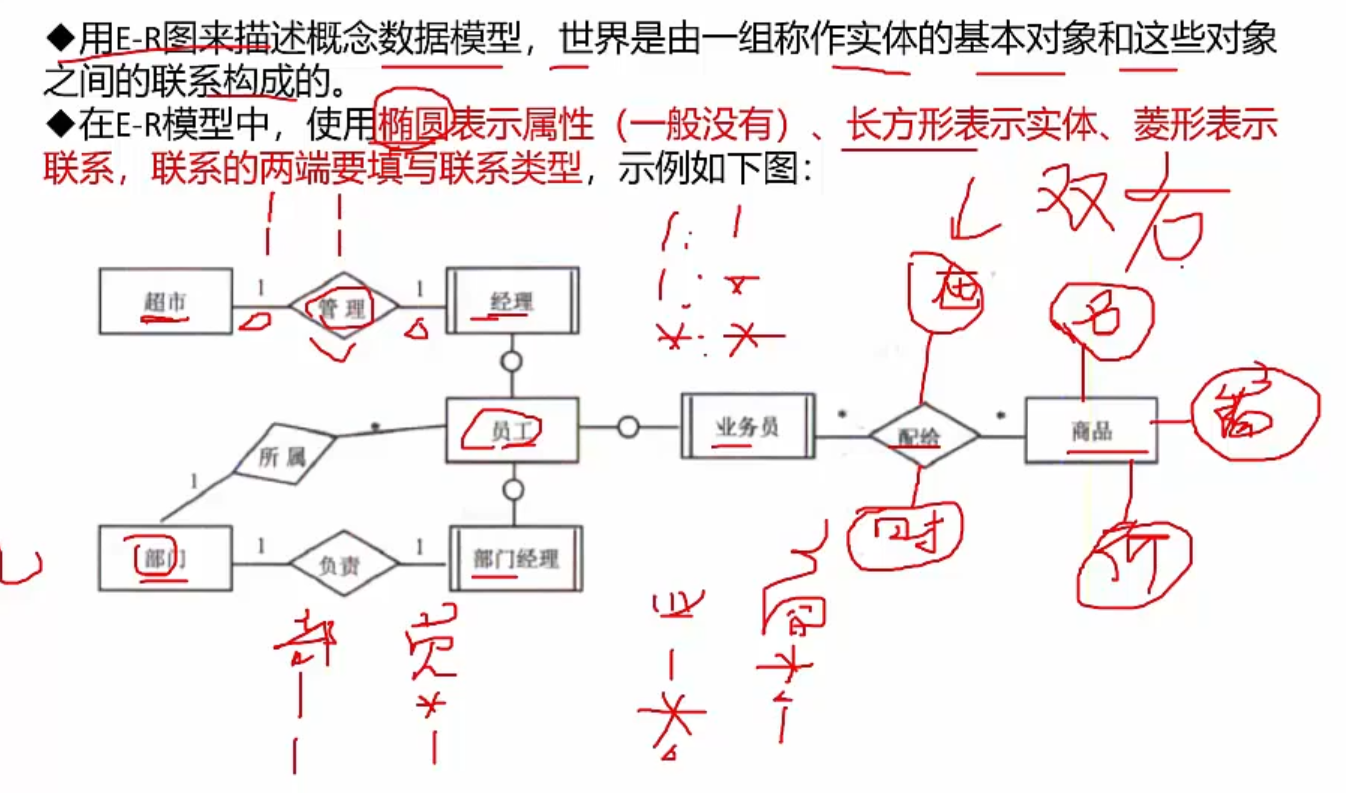 ◆用E-R图来描述概念数据模型，世界是由一组称作实体的基本对象和这些对象
之间的联系构成的。
◆在E-R模型中，使用椭圆表示属性（一般没有）、长方形表示实体、菱形表示
联系，联系的两端要填写联系类型，示例如下图：
双
1:1
1:*
*:*
名
超市
1
管理
1
经理
员工
业务员
*
配给
*
商品
*
所属
1
时
部门
1
负责
1
部门经理
部
*
1
*
*
1